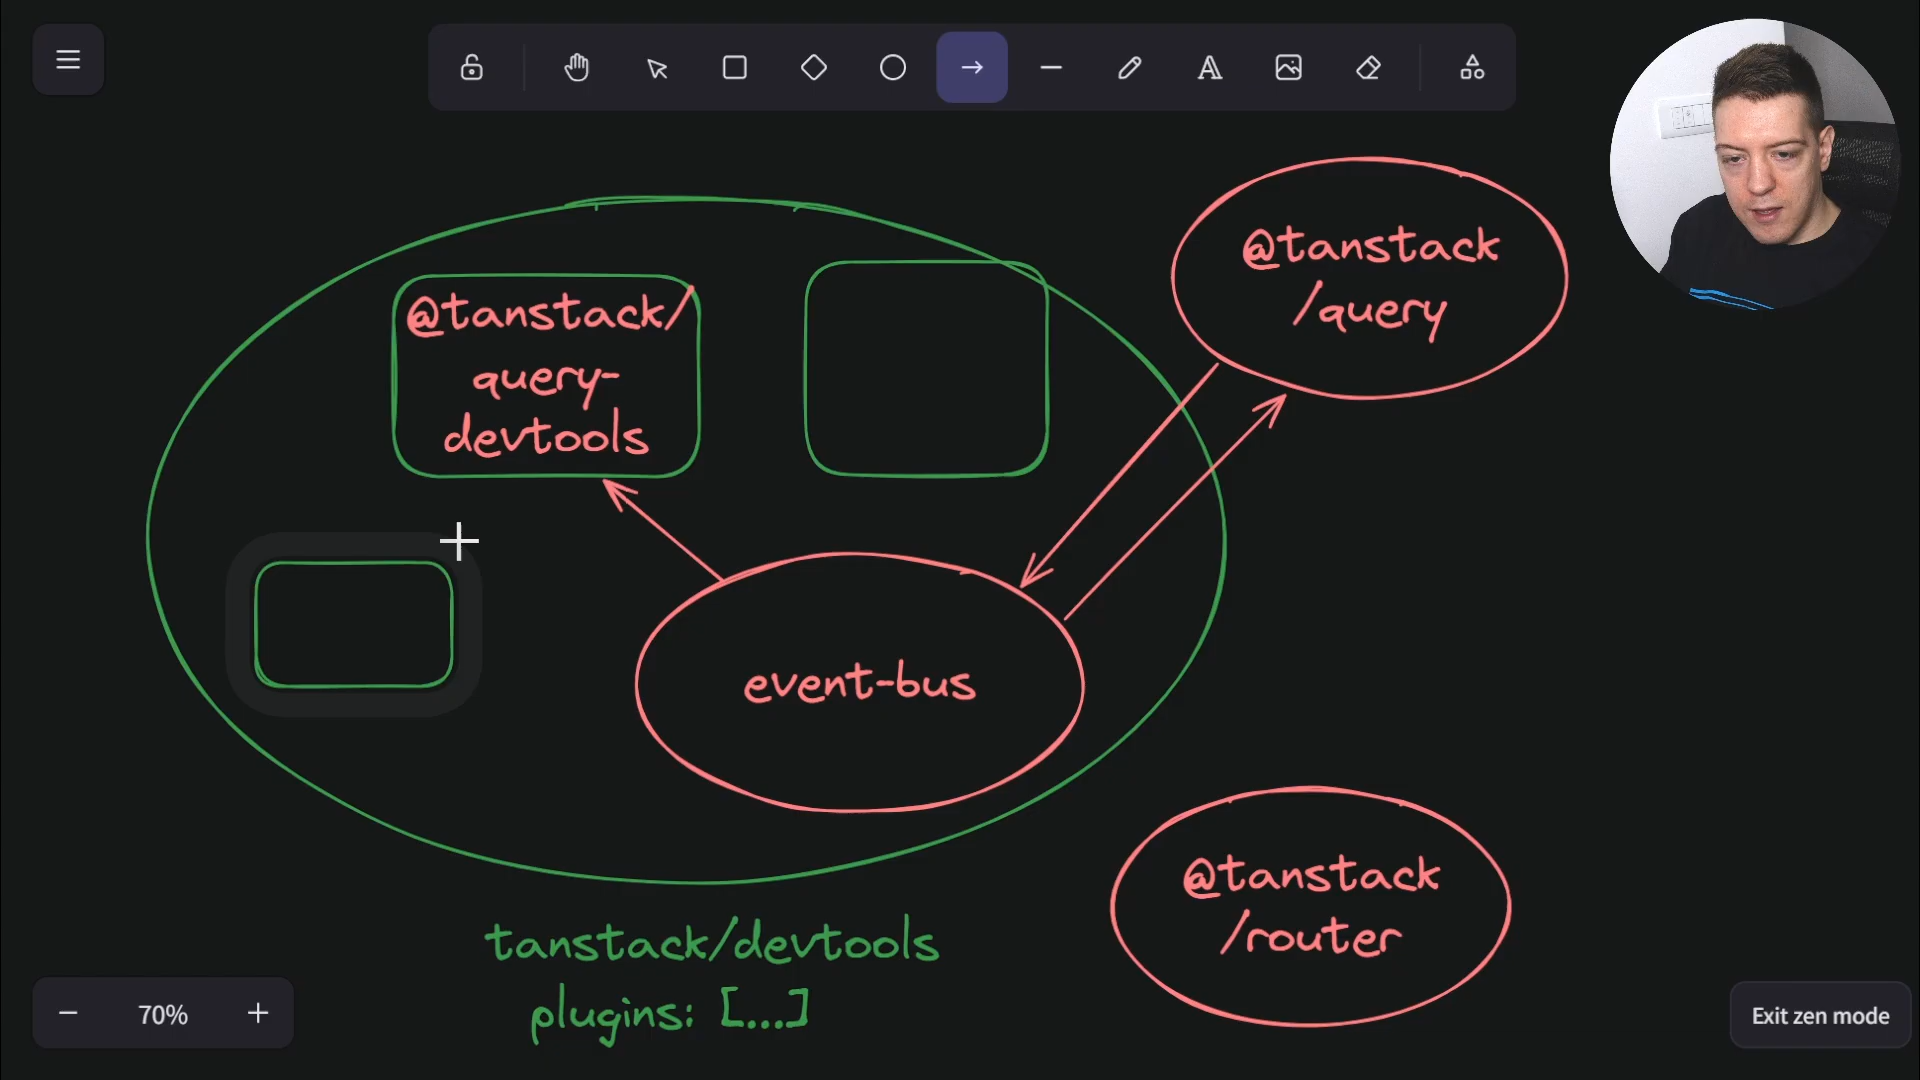 @tanstack
/query
@tanstack/
query-
devtools
event-bus
@tanstack
/router
tanstack/devtools
plugins: [...]
70%
Exit zen mode